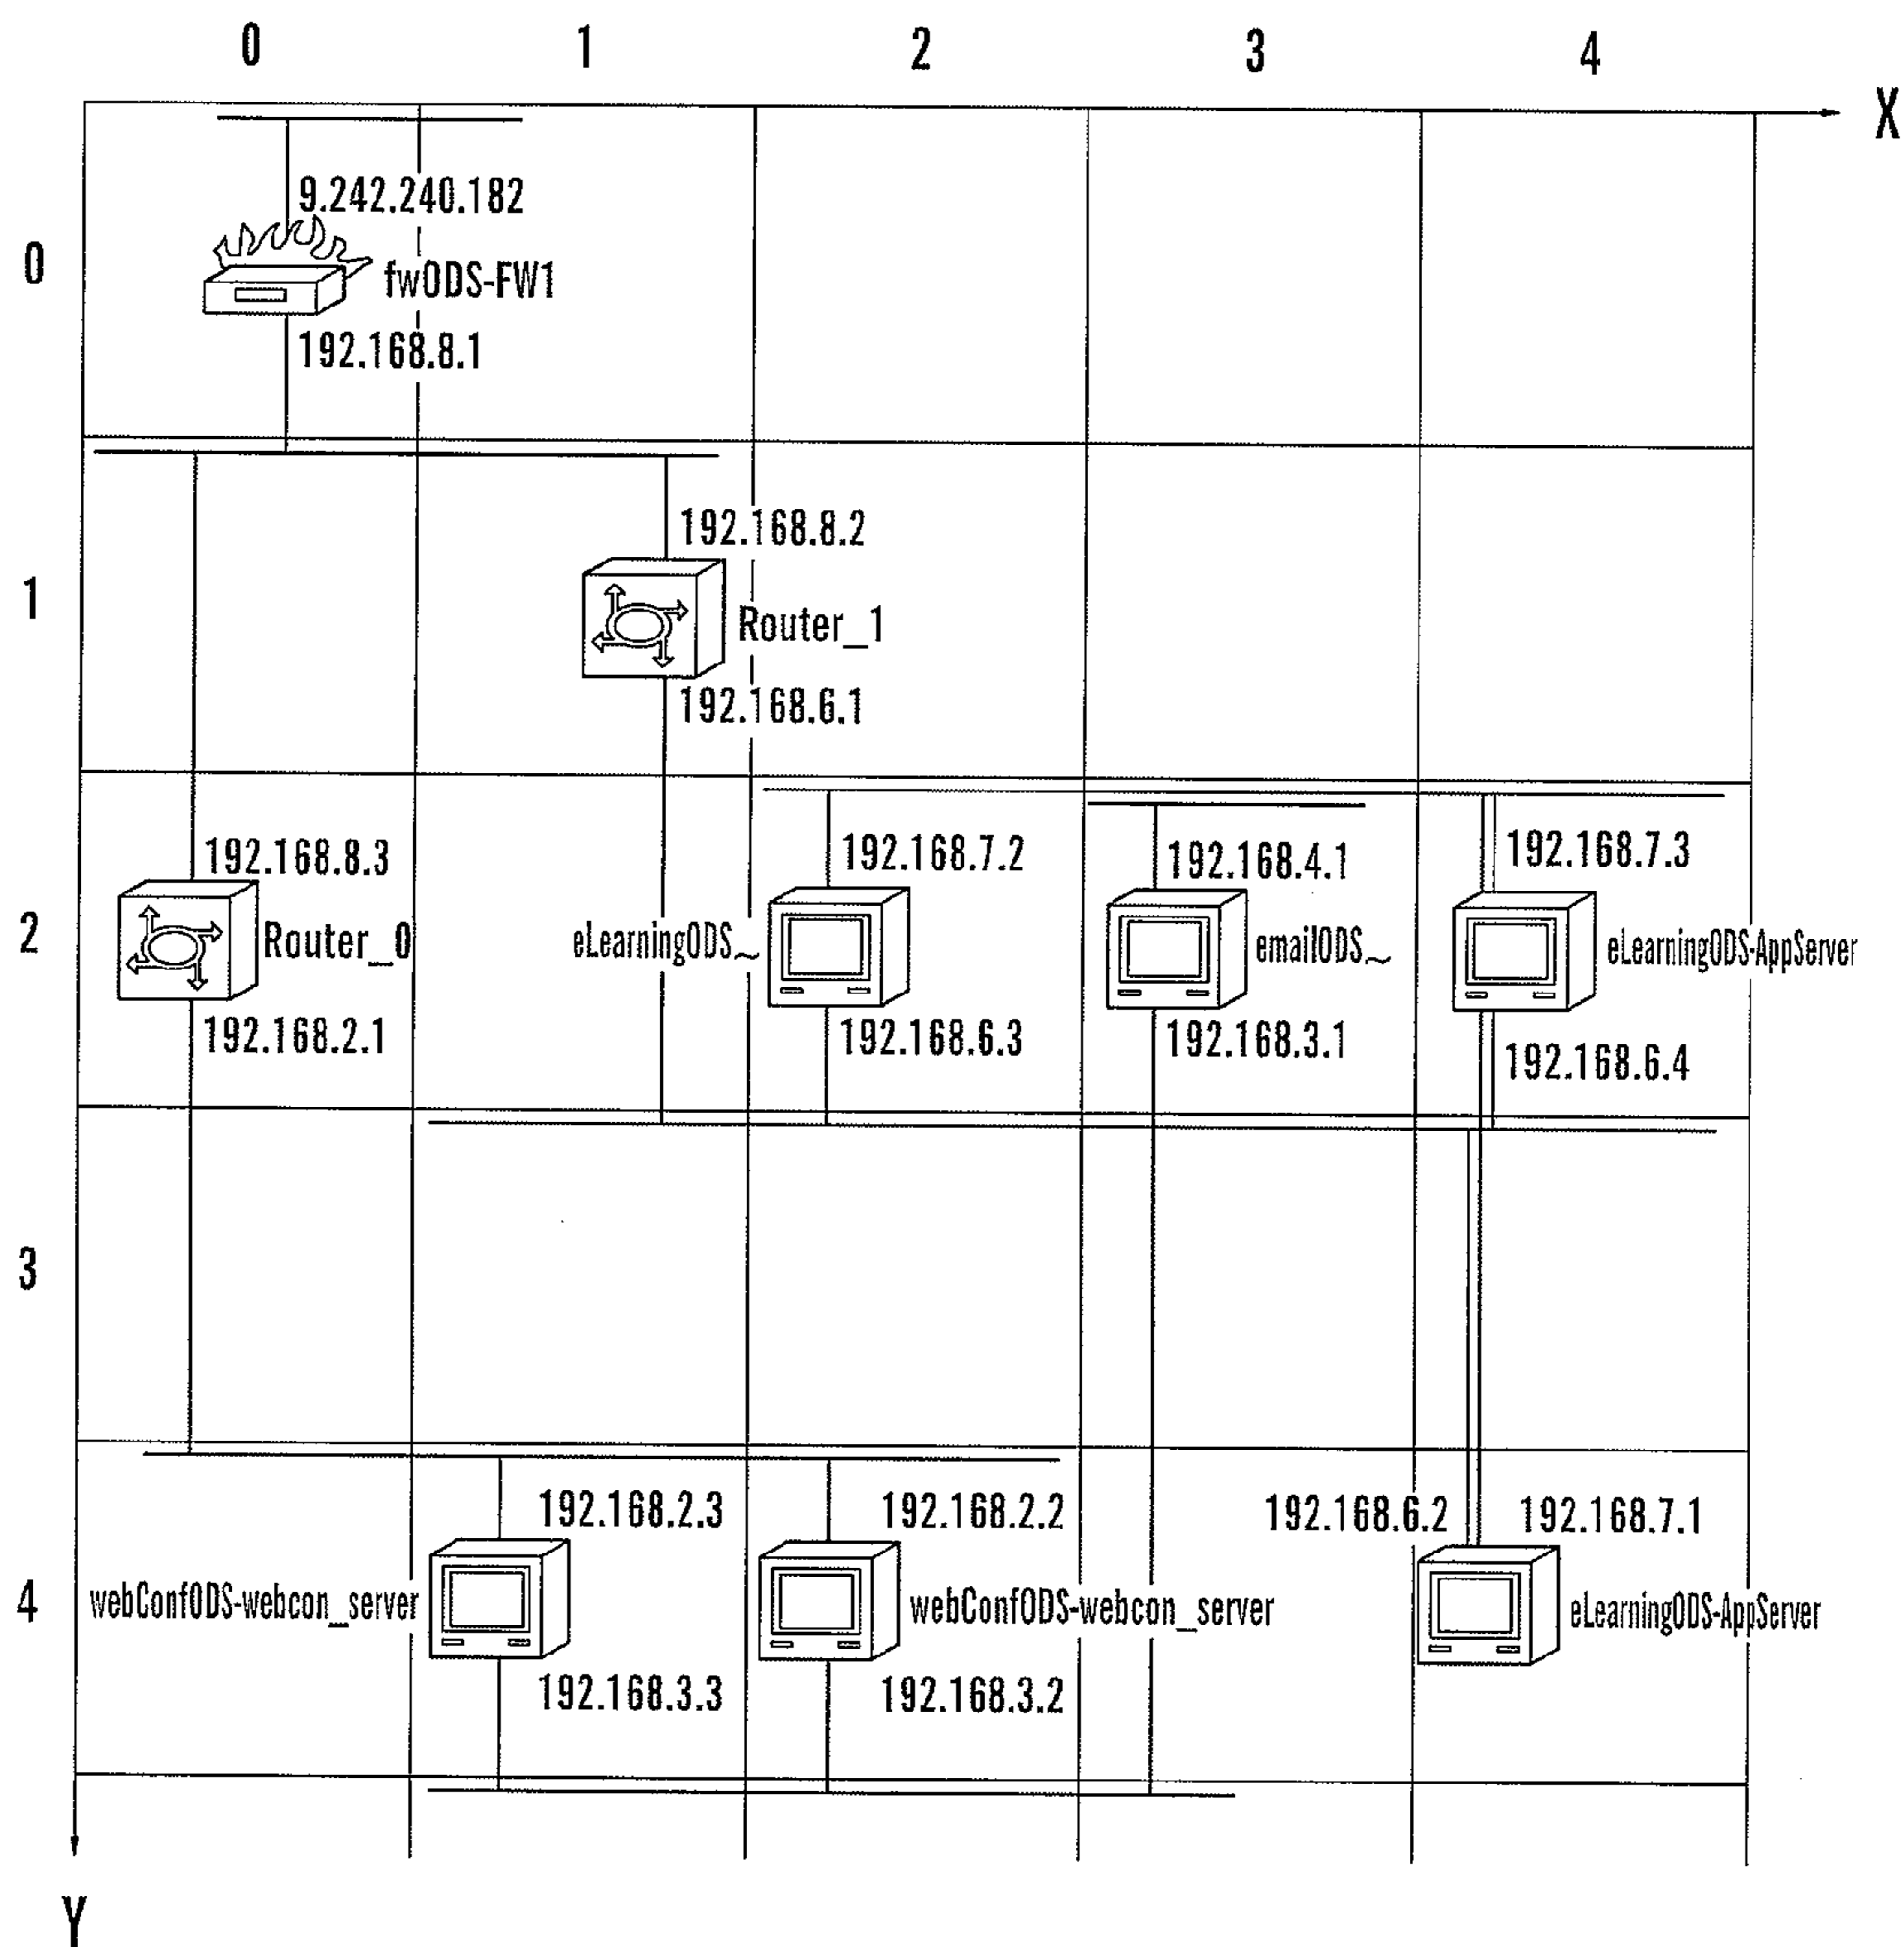 0 1 2 3 4
X
9.242.240.182
0
fwODS-FW1
192.168.8.1
192.168.8.2
1
Router_1
192.168.6.1
192.168.8.3
192.168.7.2
192.168.4.1
192.168.7.3
2
Router_0
eLearningODS~
emailODS~
eLearningODS-AppServer
192.168.2.1
192.168.6.3
192.168.3.1
192.168.6.4
3
192.168.2.3
192.168.2.2
192.168.6.2
192.168.7.1
4
webConfODS-webcon_server
webConfODS-webcon_server
eLearningODS-AppServer
192.168.3.3
192.168.3.2
Y